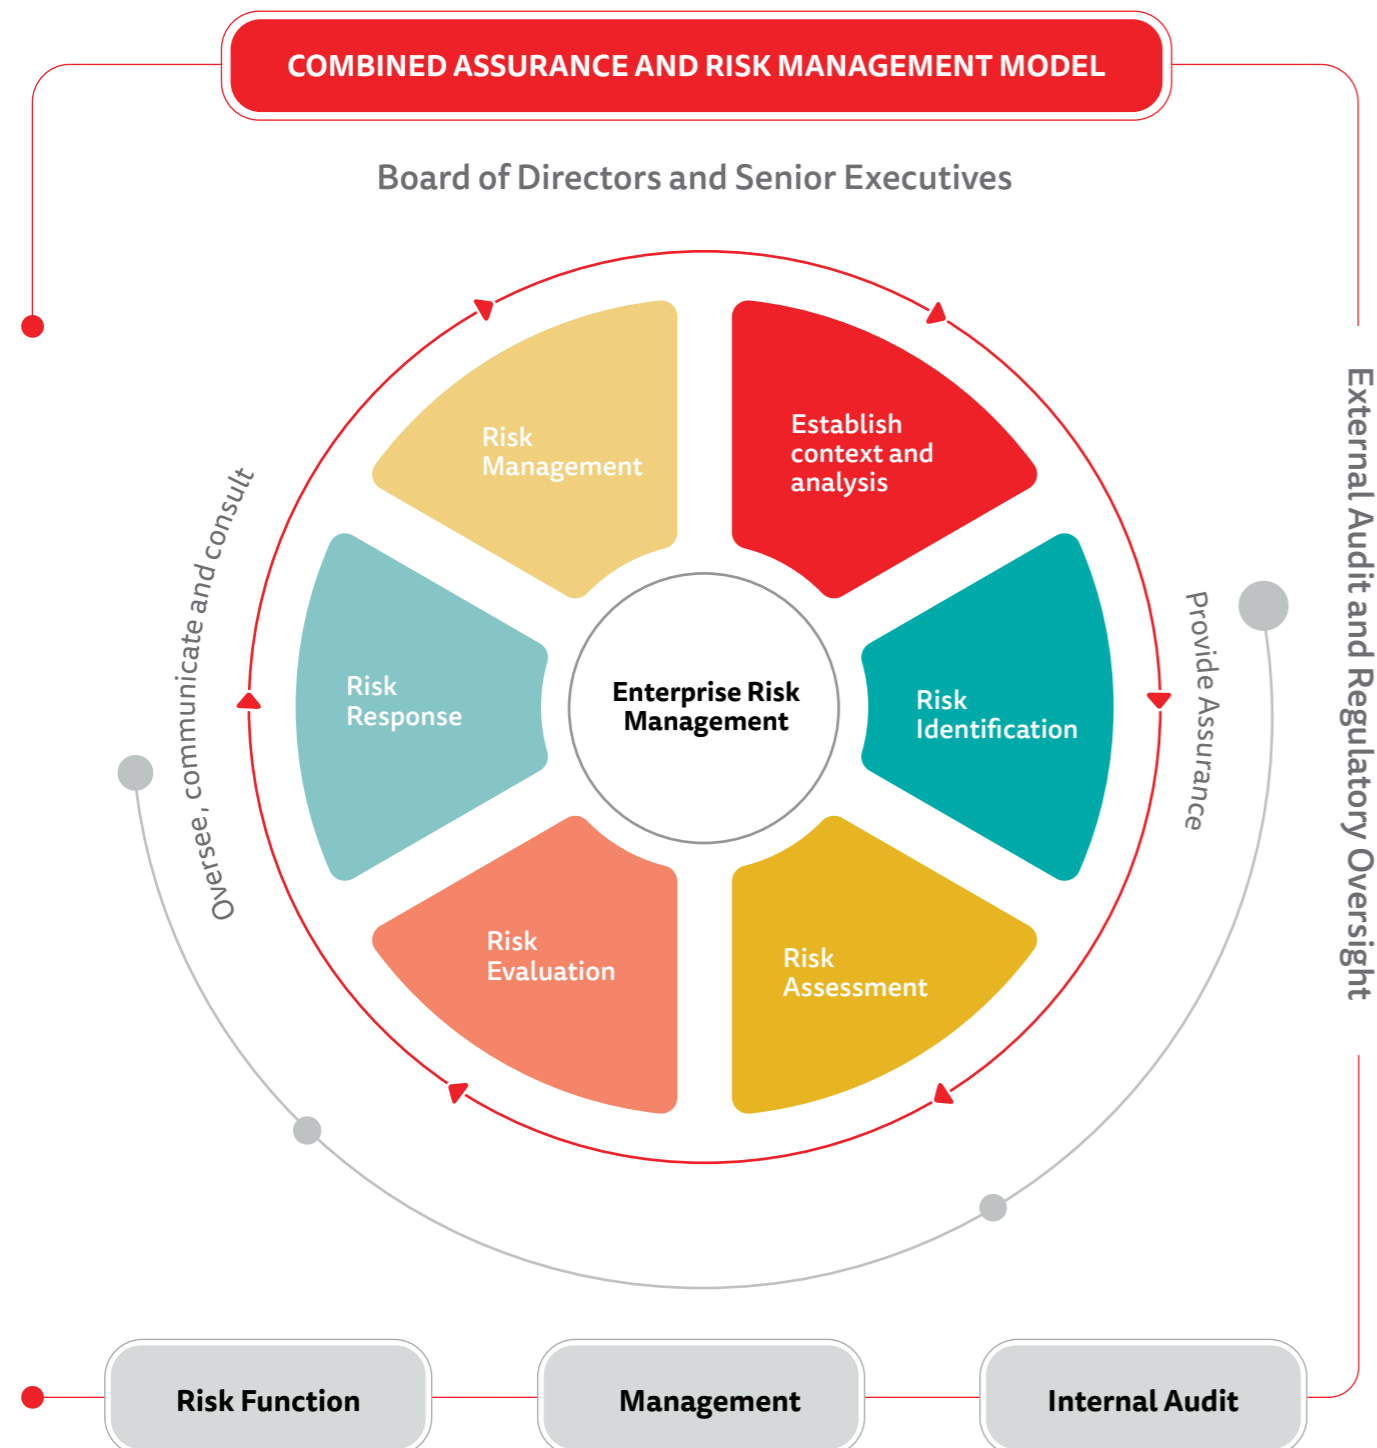 COMBINED ASSURANCE AND RISK MANAGEMENT MODEL
Board of Directors and Senior Executives
Establish
context and
analysis
Risk
Identification
Risk
Assessment
Risk
Evaluation
Risk
Response
Risk
Management
Enterprise Risk
Management
Oversee, communicate and consult
Provide Assurance
External Audit and Regulatory Oversight
Risk Function
Management
Internal Audit